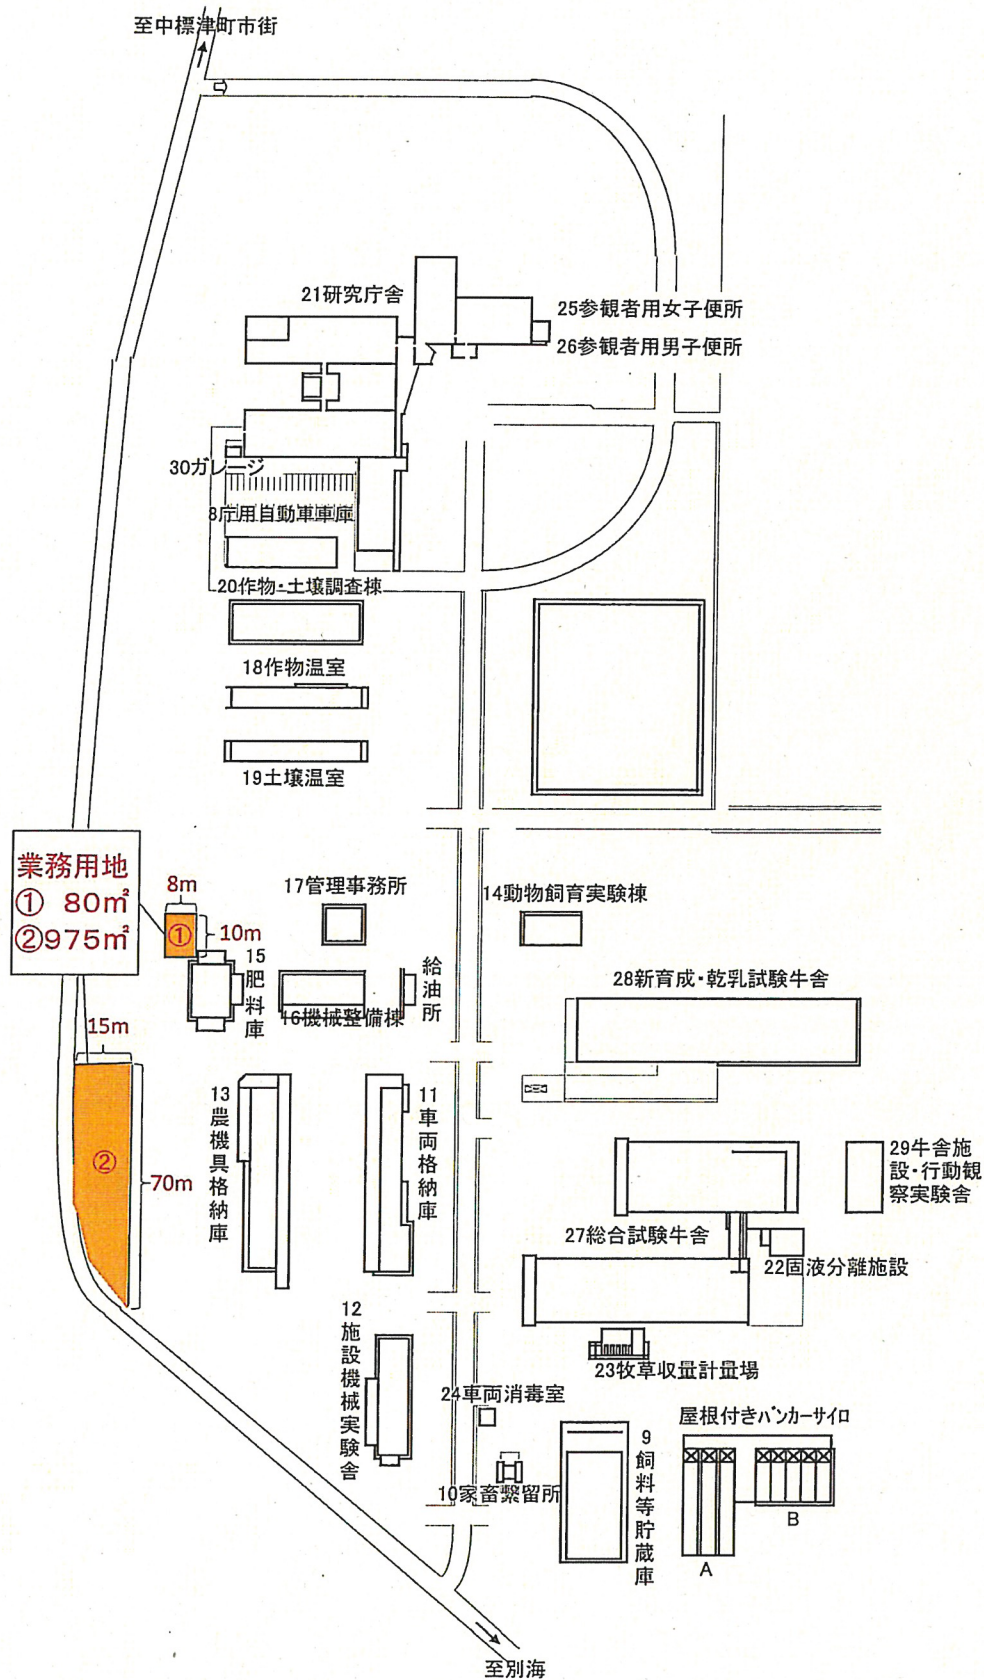 至中標津町市街
21研究庁舎
25参観者用女子便所
26参観者用男子便所
30ガレージ
8庁用自動車車庫
20作物・土壌調査棟
18作物温室
19土壌温室
業務用地
① 80㎡
②975㎡
8m
①
10m
17管理事務所
14動物飼育実験棟
15肥料庫
16機械整備棟
給油所
28新育成・乾乳試験牛舎
15m
②
70m
13農機具格納庫
11車両格納庫
29牛舎施
設・行動観
察実験舎
27総合試験牛舎
22固液分離施設
12施設機械実験舎
23牧草収量計量場
24車両消毒室
屋根付きバンカーサイロ
9飼料等貯蔵庫
10家畜繋留所
B
A
至別海